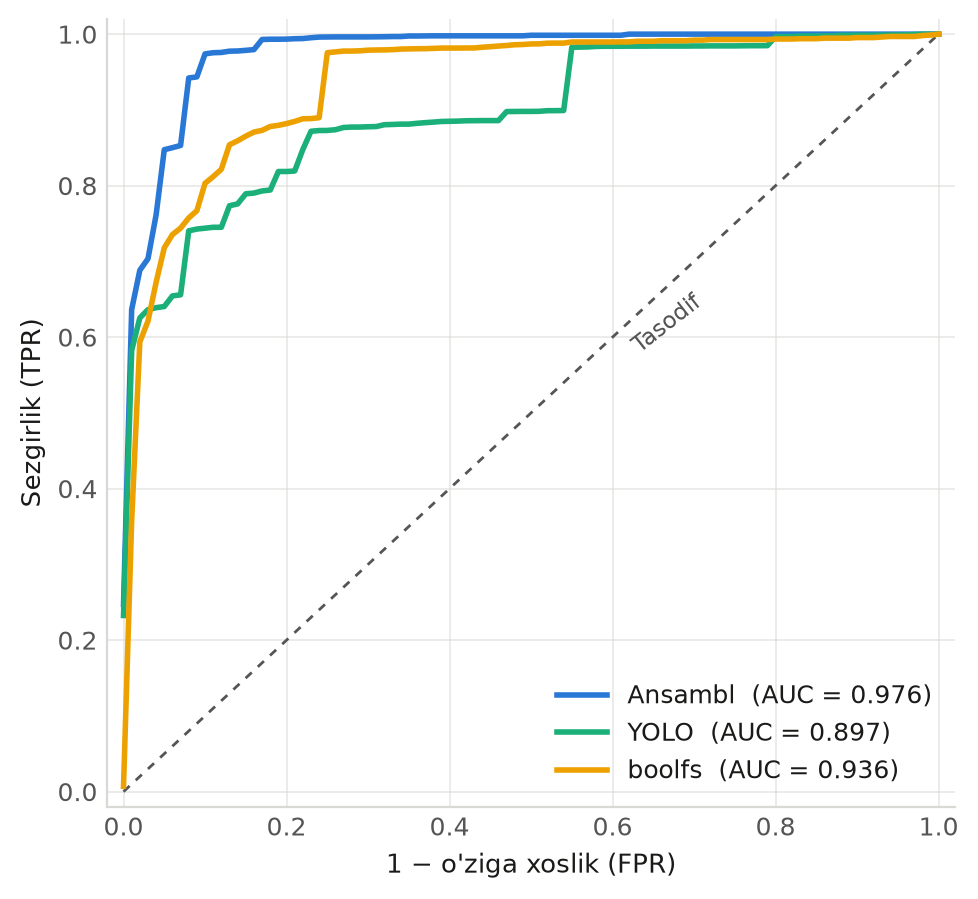 1.0
0.8
0.6
0.4
0.2
0.0
Sezgirlik (TPR)
Tasodif
Ansambl (AUC = 0.976)
YOLO (AUC = 0.897)
boolfs (AUC = 0.936)
0.0 0.2 0.4 0.6 0.8 1.0
1 − o'ziga xoslik (FPR)